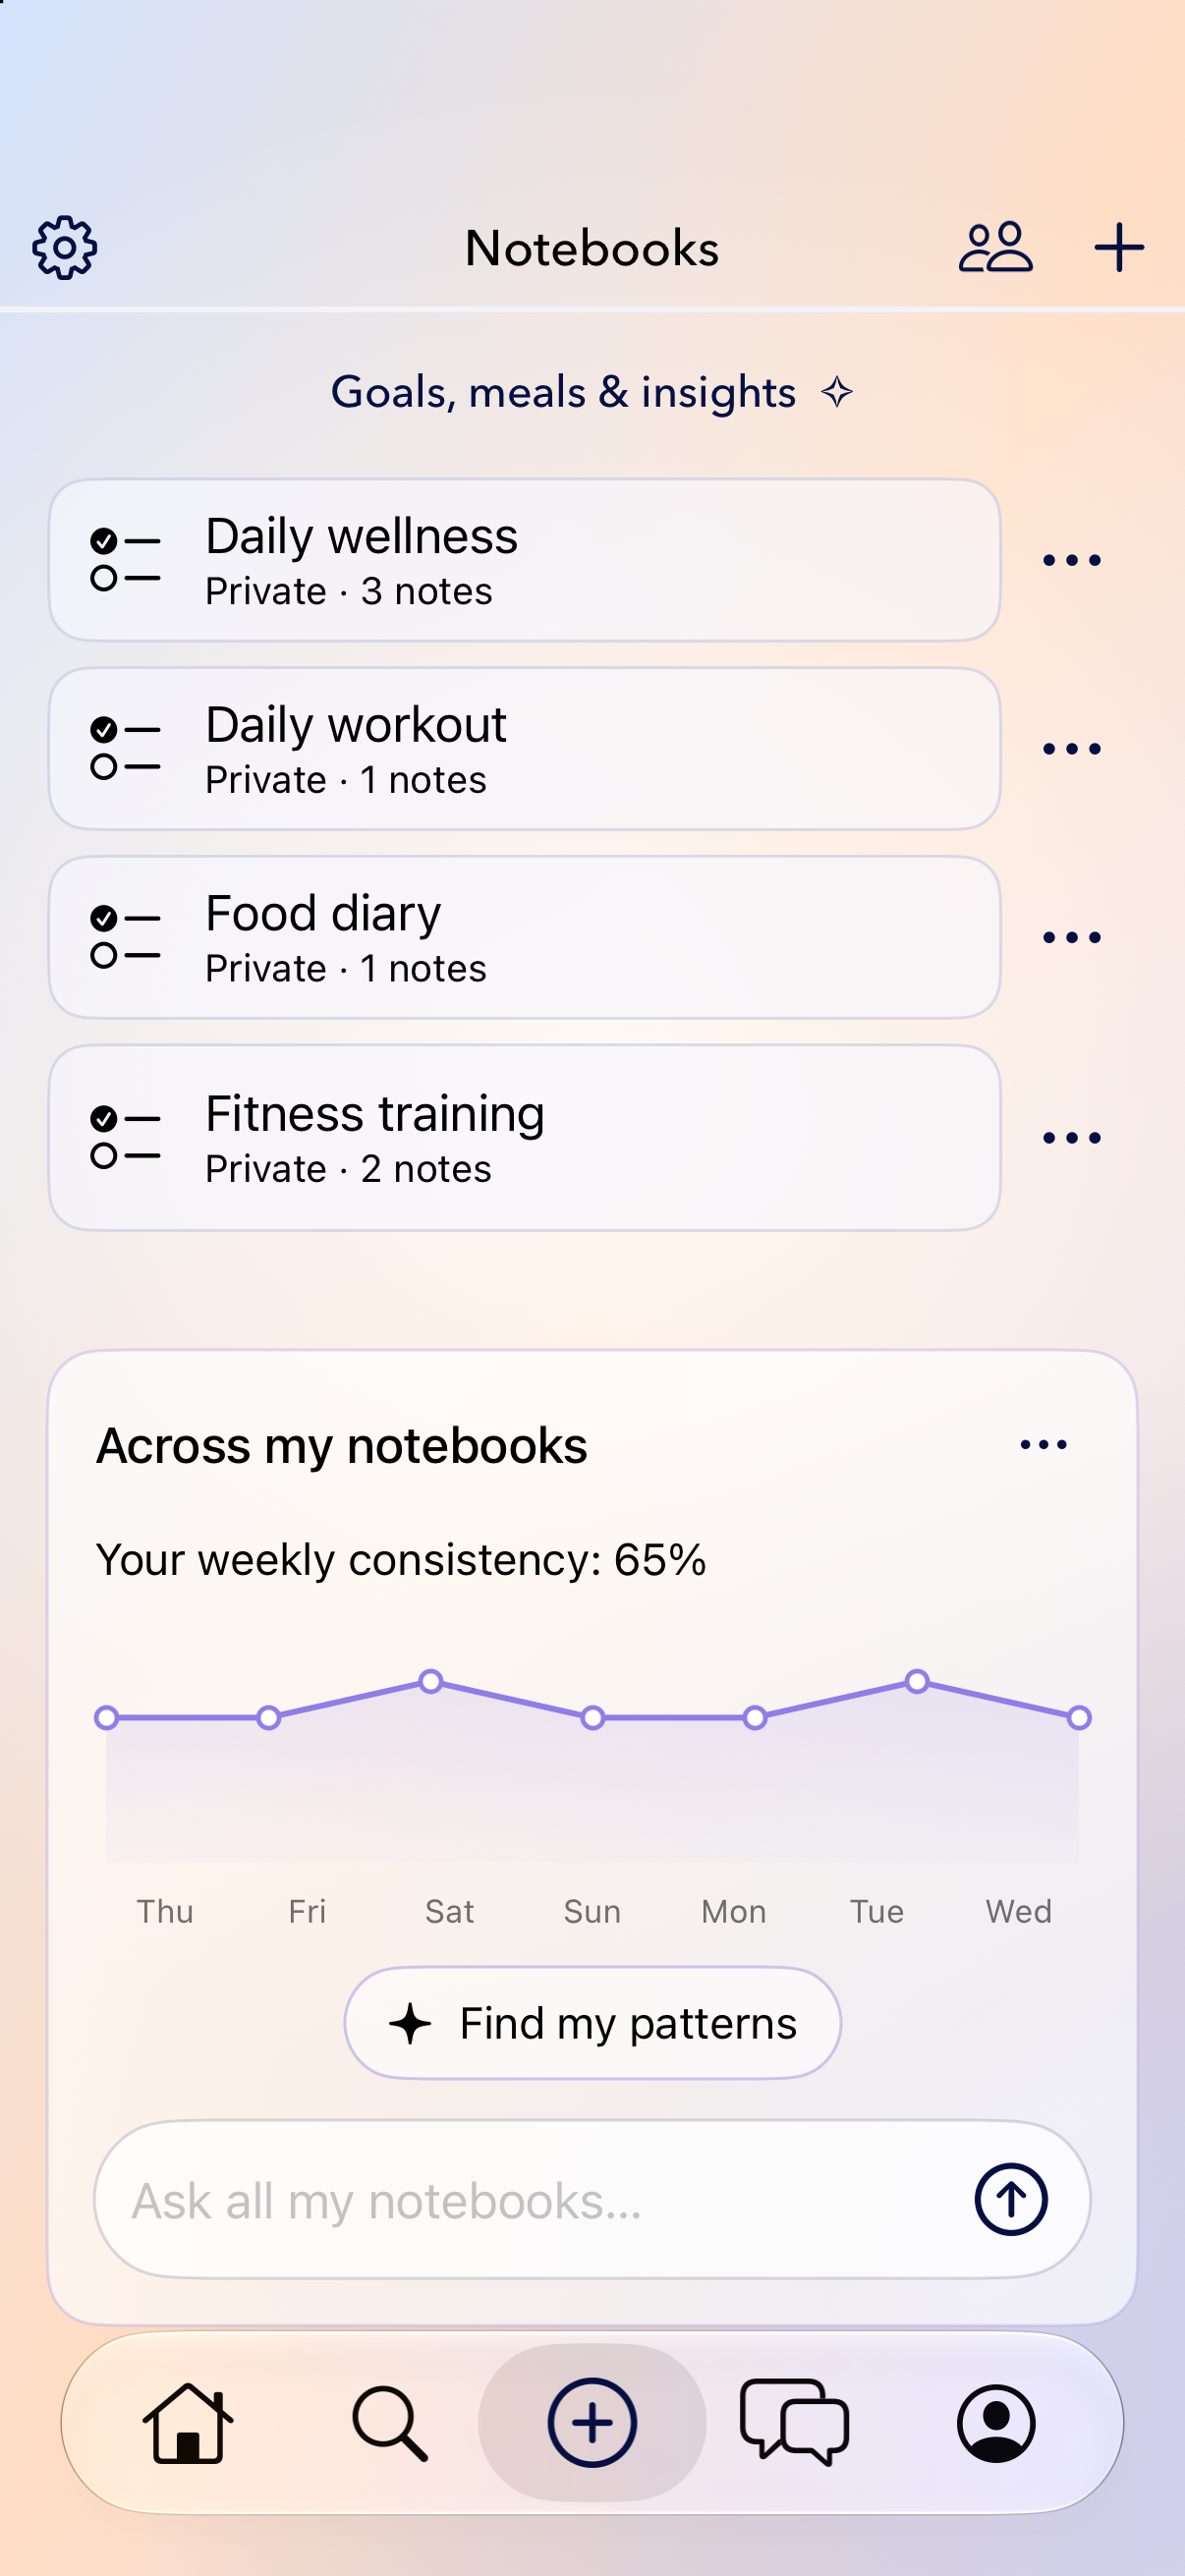 Notebooks
Goals, meals & insights
Daily wellness
Private · 3 notes
Daily workout
Private · 1 notes
Food diary
Private · 1 notes
Fitness training
Private · 2 notes
Across my notebooks
Your weekly consistency: 65%
Thu Fri Sat Sun Mon Tue Wed
Find my patterns
Ask all my notebooks...